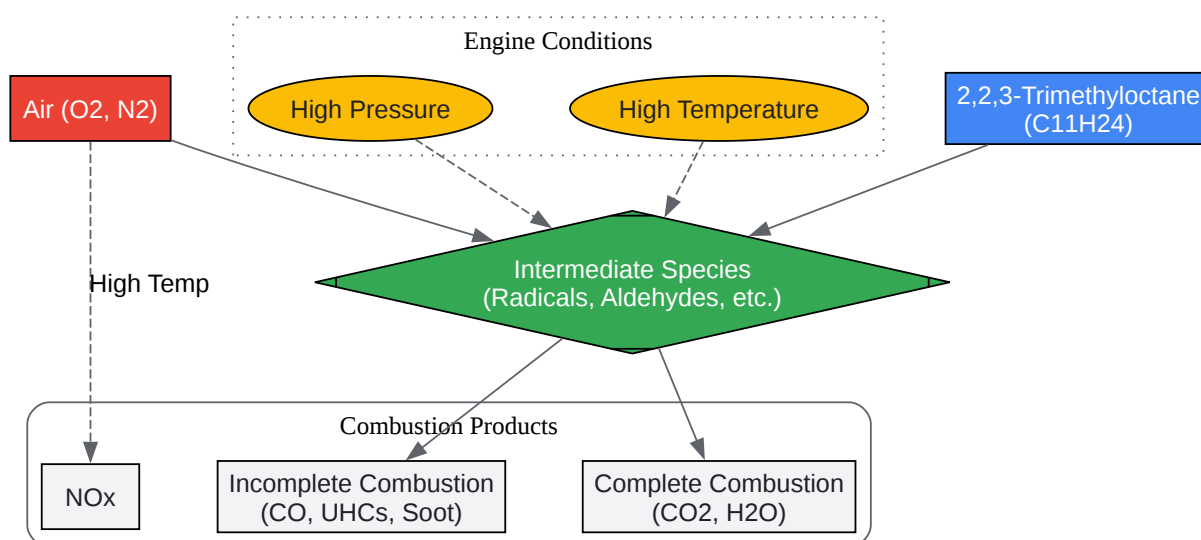 Engine Conditions
Air (O2, N2)
High Pressure
High Temperature
2,2,3-Trimethyloctane
(C11H24)
Intermediate Species
(Radicals, Aldehydes, etc.)
High Temp
Combustion Products
NOx
Incomplete Combustion
(CO, UHCs, Soot)
Complete Combustion
(CO2, H2O)